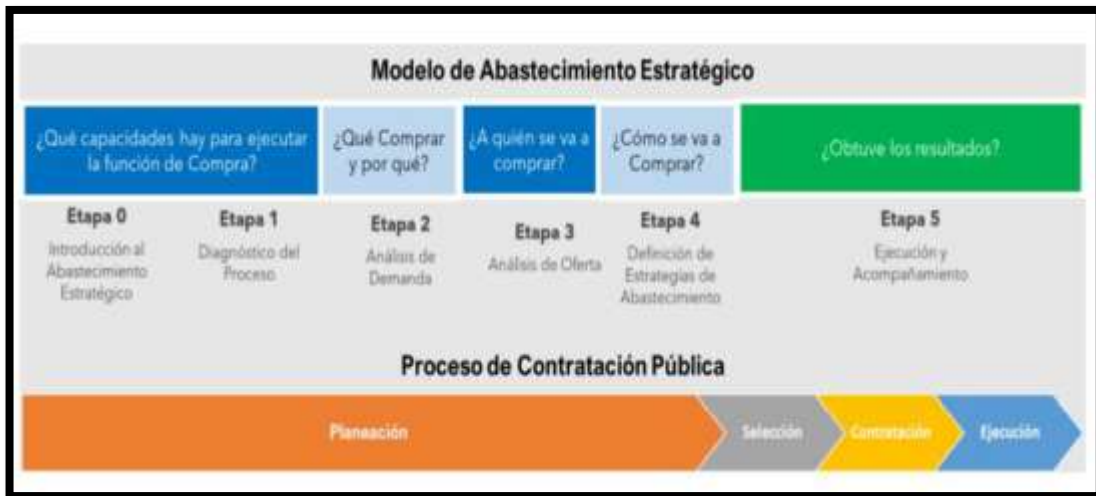 Modelo de Abastecimiento Estratégico
¿Qué capacidades hay para ejecutar
la función de Compra?
¿Qué Comprar
y por qué?
¿A quién se va a
comprar?
¿Cómo se va a
Comprar?
¿Obtuve los resultados?
Etapa 0
Introducción al
Abastecimiento
Estratégico
Etapa 1
Diagnóstico del
Proceso
Etapa 2
Análisis de
Demanda
Etapa 3
Análisis de Oferta
Etapa 4
Definición de
Estrategias de
Abastecimiento
Etapa 5
Ejecución y
Acompañamiento
Proceso de Contratación Pública
Planeación
Selección
Contratación
Ejecución